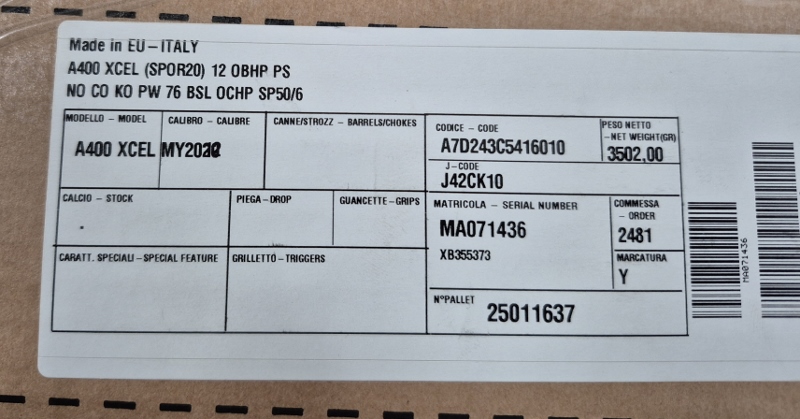 Made in EU-ITALY
A400 XCEL (SPOR20) 12 OBHP PS
NO CO KO PW 76 BSL OCHP SP50/6
MODELLO - MODEL
CALIBRO - CALIBRE
CANNE/STROZZ - BARRELS/CHOKES
A400 XCEL
CODICE - CODE
A7D243C5416010
PESO NETTO
-NET WEIGHT(GR)
3502,00
J-CODE
J42CK10
CALCIO - STOCK
PIEGA-DROP
GUANCETTE-GRIPS
MATRICOLA - SERIAL NUMBER
MA071436
XB355373
COMMESSA
- ORDER
2481
MARCATURA
Y
CARATT. SPECIALI-SPECIAL FEATURE
GRILLETTO-TRIGGERS
N°PALLET
25011637
MA071436